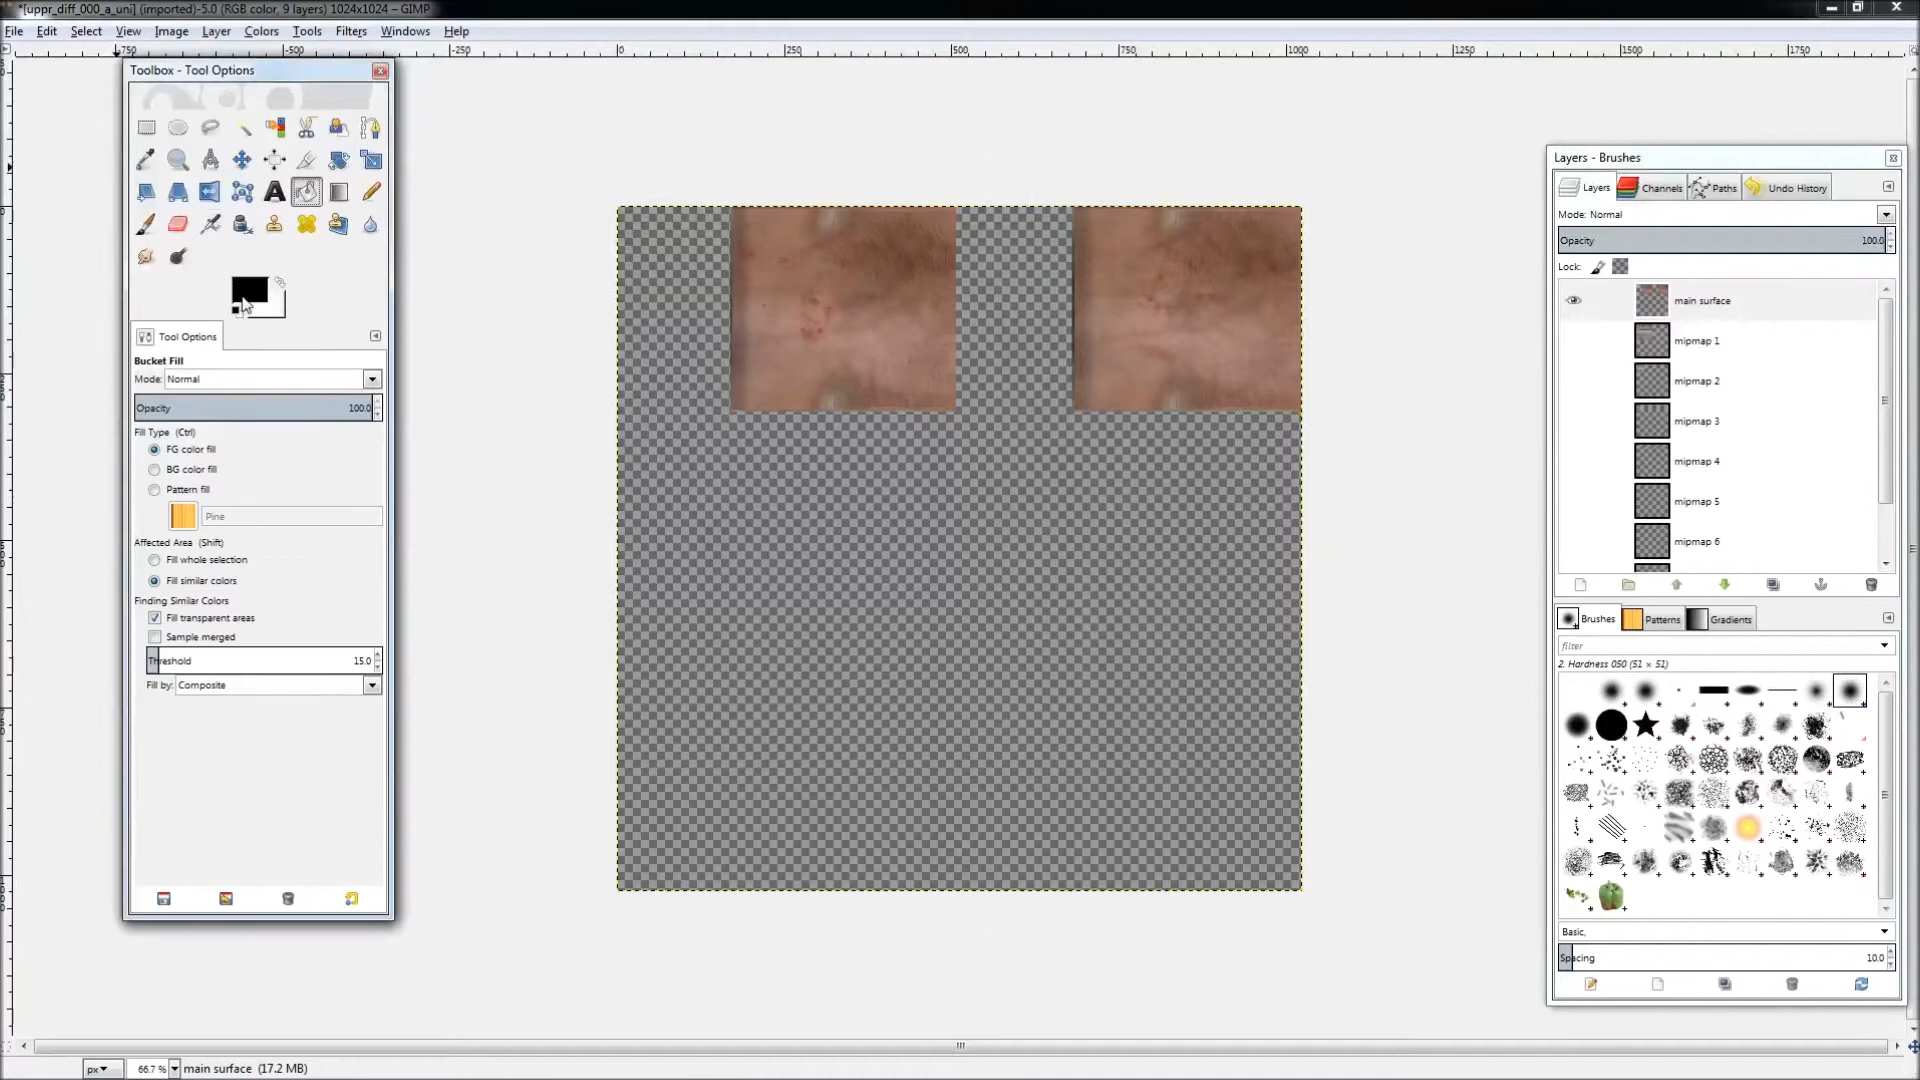 *[uppr_diff_000_a_uni] (imported)-5.0 (RGB color, 9 layers) 1024x1024 – GIMP
File Edit Select View Image Layer Colors Tools Filters Windows Help
-750 -500 -250 0 250 500 750 1000 1250 1500 1750
Toolbox - Tool Options
Tool Options
Bucket Fill
Mode: Normal
Opacity 100.0
Fill Type (Ctrl)
FG color fill
BG color fill
Pattern fill
Pine
Affected Area (Shift)
Fill whole selection
Fill similar colors
Finding Similar Colors
Fill transparent areas
Sample merged
Threshold 15.0
Fill by: Composite
Layers - Brushes
Layers Channels Paths Undo History
Mode: Normal
Opacity 100.0
Lock:
main surface
mipmap 1
mipmap 2
mipmap 3
mipmap 4
mipmap 5
mipmap 6
Brushes Patterns Gradients
filter
2. Hardness 050 (51 × 51)
Basic,
Spacing 10.0
px 66.7 % main surface (17.2 MB)